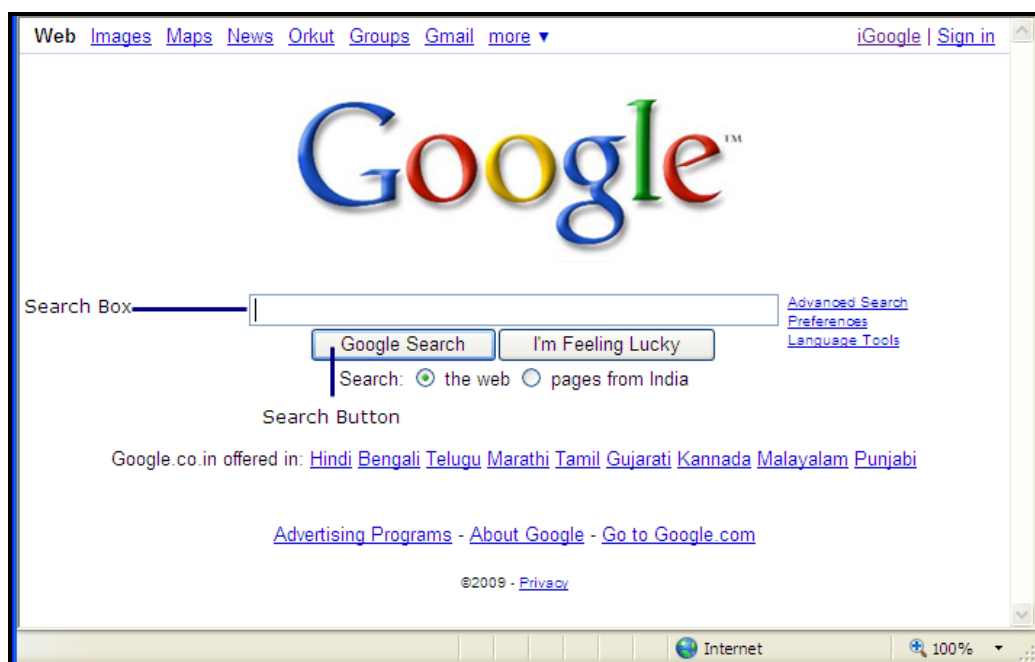 Web Images Maps News Orkut Groups Gmail more ▼ iGoogle | Sign in
Google™
Search Box
Advanced Search
Preferences
Language Tools
Google Search I'm Feeling Lucky
Search: the web pages from India
Search Button
Google.co.in offered in: Hindi Bengali Telugu Marathi Tamil Gujarati Kannada Malayalam Punjabi
Advertising Programs - About Google - Go to Google.com
©2009 - Privacy
Internet 100%